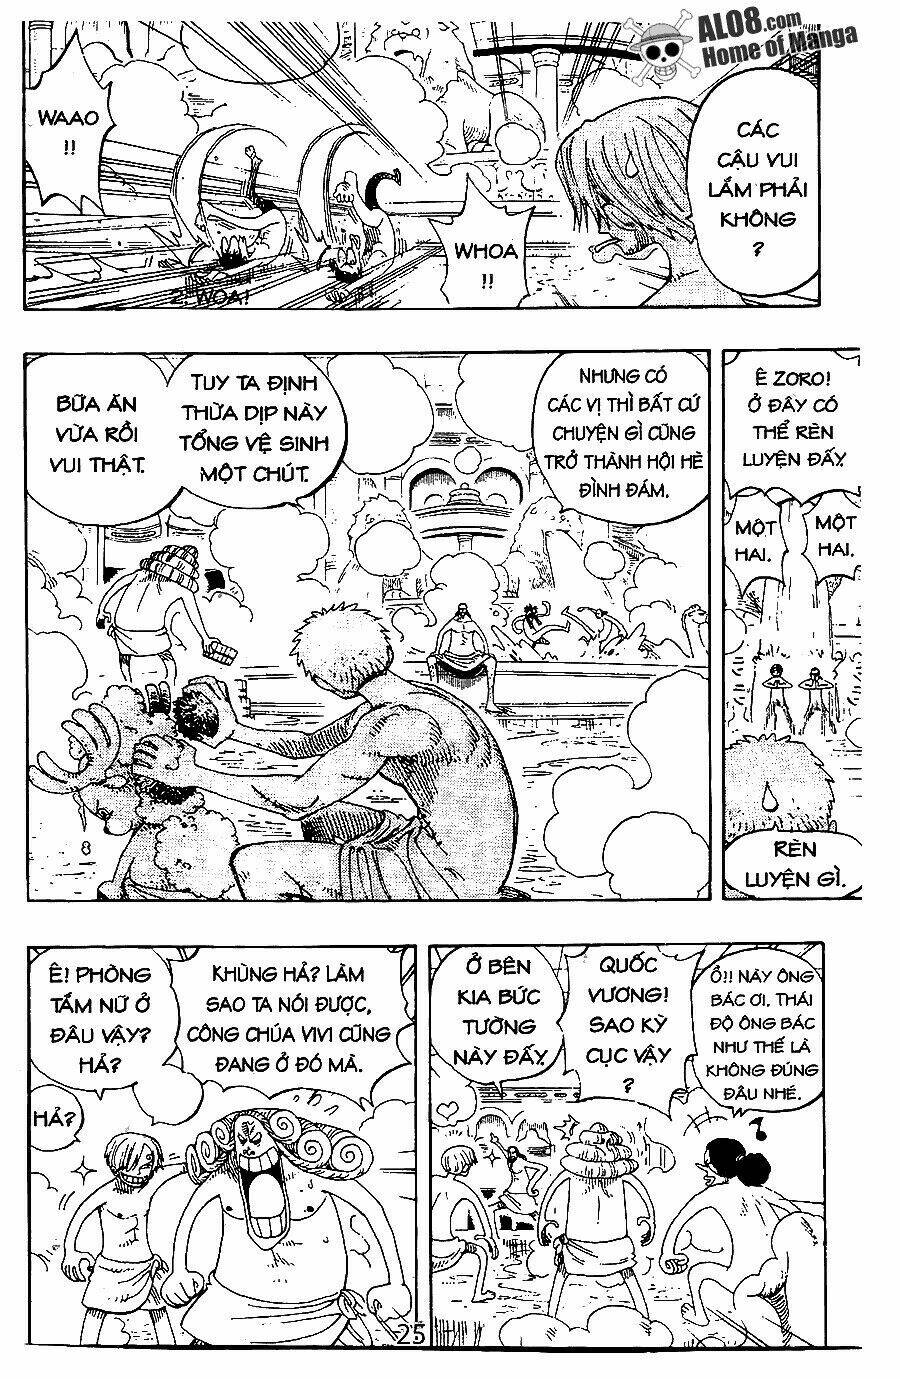 ALO8.com
Home of Manga
CÁC
CẬU VUI
LẮM PHẢI
KHÔNG
?
WHOA
!!
WAAO
!!
2. WOA!
Ê ZORO!
Ở ĐÂY CÓ
THỂ RÈN
LUYỆN ĐẤY.
MỘT
HAI.
MỘT
HAI.
RÈN
LUYỆN GÌ.
NHƯNG CÓ
CÁC VỊ THÌ BẤT CỨ
CHUYỆN GÌ CŨNG
TRỞ THÀNH HỘI HÈ
ĐÌNH ĐÁM.
TUY TA ĐỊNH
THỪA DỊP NÀY
TỔNG VỆ SINH
MỘT CHÚT.
BỮA ĂN
VỪA RỒI
VUI THẬT.
Ồ!! NÀY ÔNG
BÁC ƠI. THÁI
ĐỘ ÔNG BÁC
NHƯ THẾ LÀ
KHÔNG ĐÚNG
ĐÂU NHÉ.
QUỐC
VƯƠNG!
SAO KỲ
CỤC VẬY
?
Ở BÊN
KIA BỨC
TƯỜNG
NÀY ĐẤY.
KHÙNG HẢ? LÀM
SAO TA NÓI ĐƯỢC,
CÔNG CHÚA VIVI CŨNG
ĐANG Ở ĐÓ MÀ.
Ê! PHÒNG
TẮM NỮ Ở
ĐÂU VẬY?
HẢ?
HẢ?
25